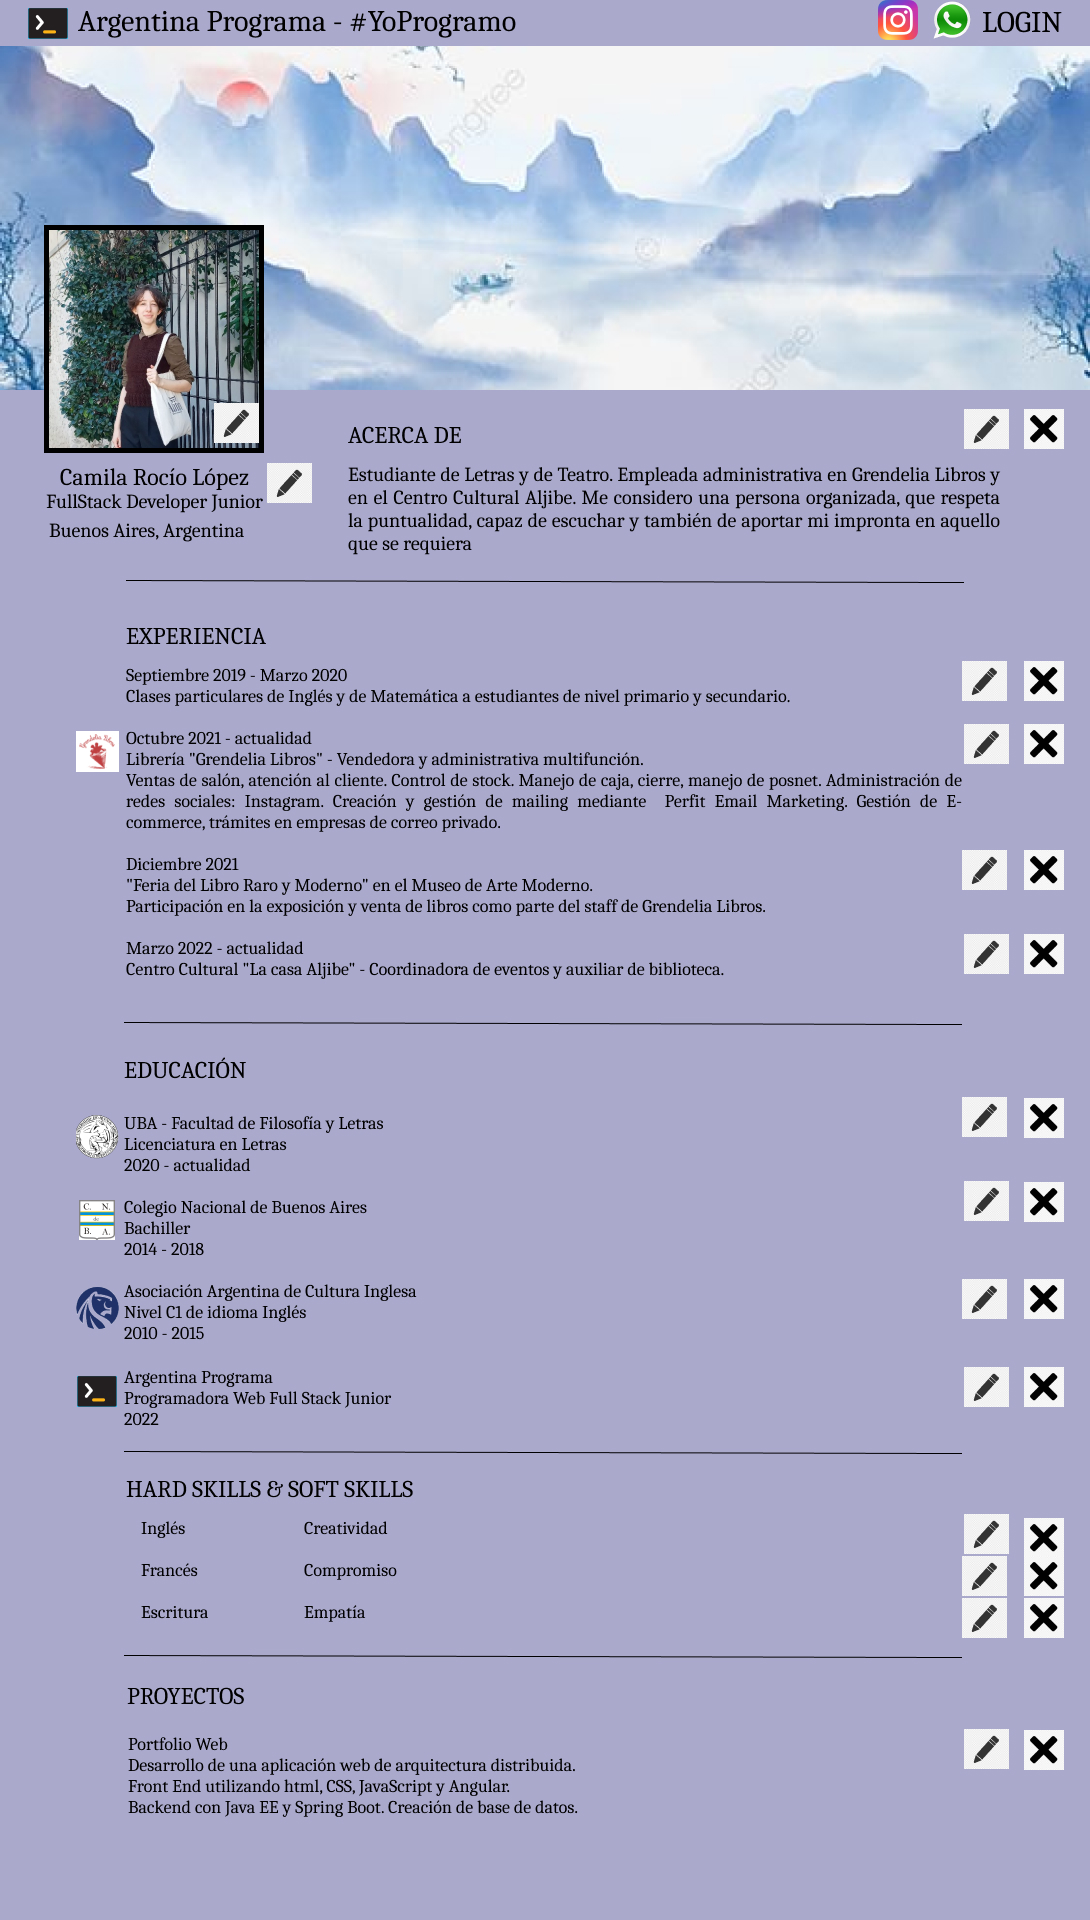 Argentina Programa - #YoProgramo
LOGIN
ACERCA DE
Estudiante de Letras y de Teatro. Empleada administrativa en Grendelia Libros y
en el Centro Cultural Aljibe. Me considero una persona organizada, que respeta
la puntualidad, capaz de escuchar y también de aportar mi impronta en aquello
que se requiera
Camila Rocío López
FullStack Developer Junior
Buenos Aires, Argentina
EXPERIENCIA
Septiembre 2019 - Marzo 2020
Clases particulares de Inglés y de Matemática a estudiantes de nivel primario y secundario.
Grendelia Libros
Octubre 2021 - actualidad
Librería "Grendelia Libros" - Vendedora y administrativa multifunción.
Ventas de salón, atención al cliente. Control de stock. Manejo de caja, cierre, manejo de posnet. Administración de
redes sociales: Instagram. Creación y gestión de mailing mediante Perfit Email Marketing. Gestión de E-
commerce, trámites en empresas de correo privado.
Diciembre 2021
"Feria del Libro Raro y Moderno" en el Museo de Arte Moderno.
Participación en la exposición y venta de libros como parte del staff de Grendelia Libros.
Marzo 2022 - actualidad
Centro Cultural "La casa Aljibe" - Coordinadora de eventos y auxiliar de biblioteca.
EDUCACIÓN
UBA - Facultad de Filosofía y Letras
Licenciatura en Letras
2020 - actualidad
C. N.
de
B. A.
Colegio Nacional de Buenos Aires
Bachiller
2014 - 2018
Asociación Argentina de Cultura Inglesa
Nivel C1 de idioma Inglés
2010 - 2015
Argentina Programa
Programadora Web Full Stack Junior
2022
HARD SKILLS & SOFT SKILLS
Inglés Creatividad
Francés Compromiso
Escritura Empatía
PROYECTOS
Portfolio Web
Desarrollo de una aplicación web de arquitectura distribuida.
Front End utilizando html, CSS, JavaScript y Angular.
Backend con Java EE y Spring Boot. Creación de base de datos.